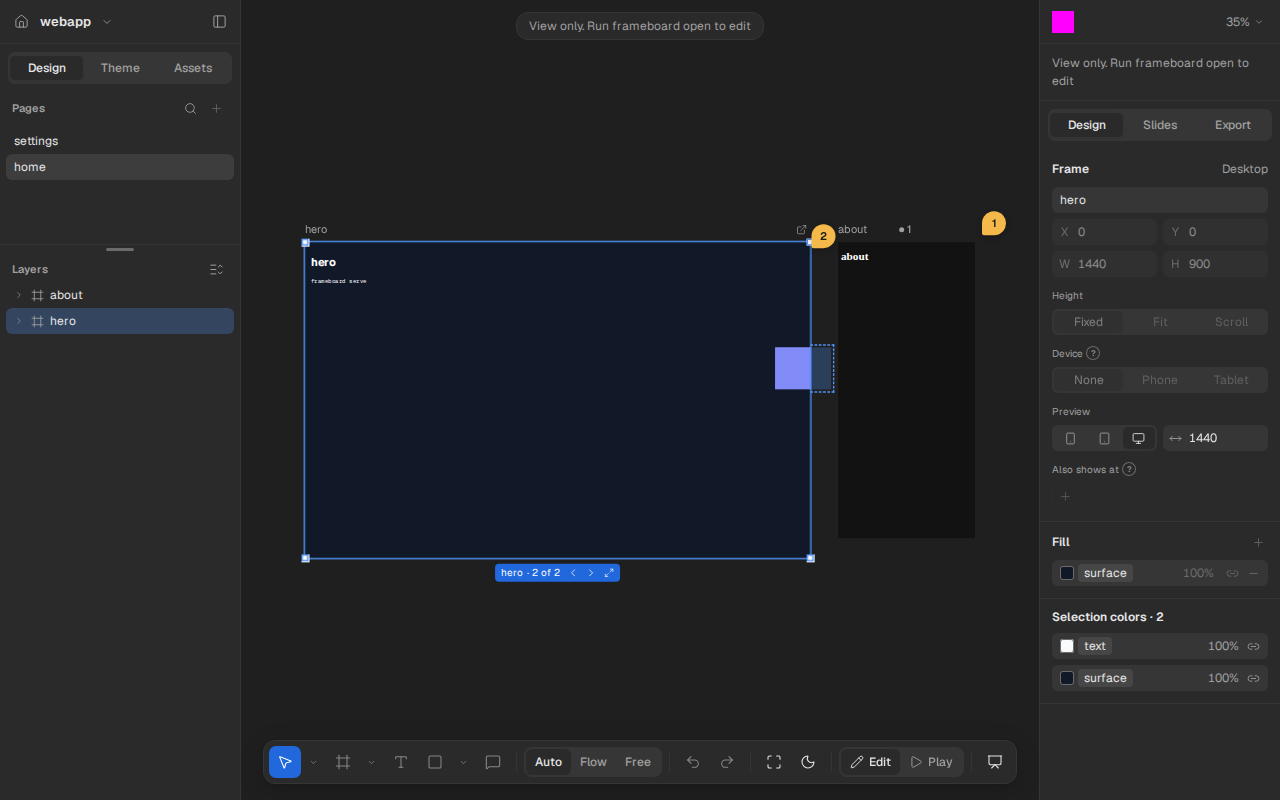 webapp
View only. Run frameboard open to edit
35%
Design
Theme
Assets
View only. Run frameboard open to
edit
Pages
Design
Slides
Export
settings
home
Frame
Desktop
hero
X 0
Y 0
W 1440
H 900
hero
2
about
1
1
hero
frameboard serve
about
Layers
about
hero
Height
Fixed
Fit
Scroll
Device ?
None
Phone
Tablet
Preview
1440
Also shows at ?
Fill
surface
100%
hero · 2 of 2
Selection colors · 2
text
100%
surface
100%
Auto
Flow
Free
Edit
Play